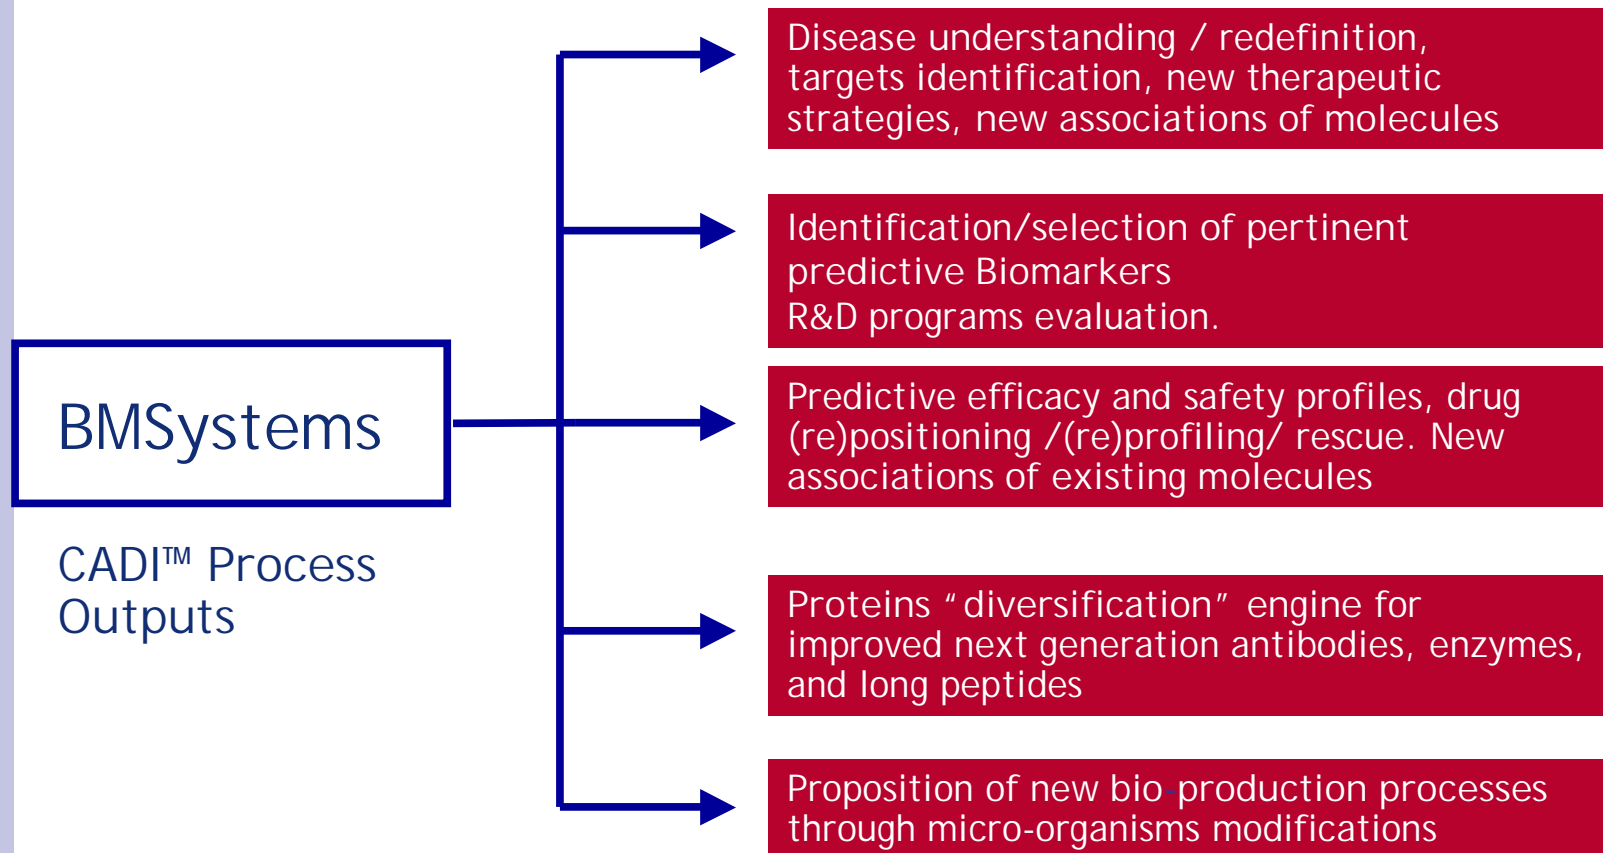 Disease understanding / redefinition,
targets identification, new therapeutic
strategies, new associations of molecules
Identification/selection of pertinent
predictive Biomarkers
R&D programs evaluation.
BMSystems
Predictive efficacy and safety profiles, drug
(re)positioning /(re)profiling/ rescue. New
associations of existing molecules
CADI™ Process
Outputs
Proteins “diversification” engine for
improved next generation antibodies, enzymes,
and long peptides
Proposition of new bio-production processes
through micro-organisms modifications